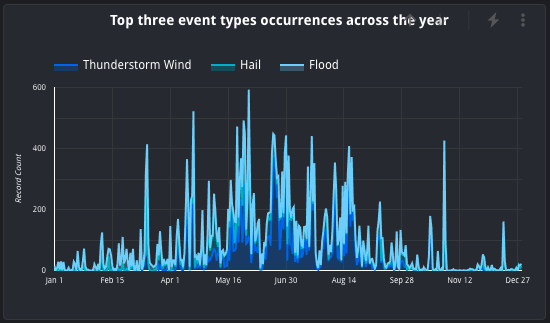 Top three event types occurrences across the year
Thunderstorm Wind
Hail
Flood
Record Count
600
400
200
0
Jan 1
Feb 15
Apr 1
May 16
Jun 30
Aug 14
Sep 28
Nov 12
Dec 27